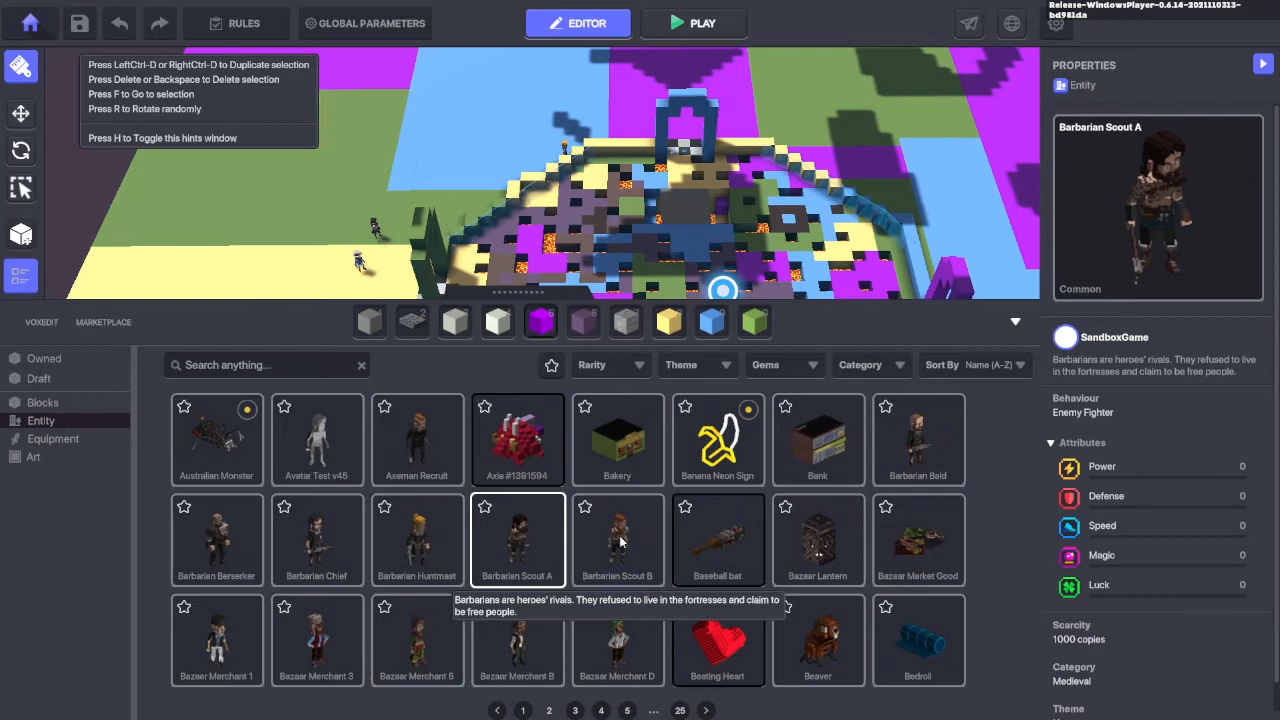 RULES
GLOBAL PARAMETERS
EDITOR
PLAY
Release-WindowsPlayer-0.6.14-2021110313-
bd981da
Press LeftCtrl-D or RightCtrl-D to Duplicate selection
Press Delete or Backspace to Delete selection
Press F to Go to selection
Press R to Rotate randomly
Press H to Toggle this hints window
PROPERTIES
Entity
Barbarian Scout A
Common
SandboxGame
Barbarians are heroes' rivals. They refused to live
in the fortresses and claim to be free people.
Behaviour
Enemy Fighter
Attributes
Power 0
Defense 0
Speed 0
Magic 0
Luck 0
Scarcity
1000 copies
Category
Medieval
Theme
VOXEDIT MARKETPLACE
2
Owned
Draft
Blocks
Entity
Equipment
Art
Search anything...
Rarity
Theme
Gems
Category
Sort By Name (A-Z)
Australian Monster
Avatar Test v45
Axeman Recruit
Axie #1391594
Bakery
Banana Neon Sign
Bank
Barbarian Bald
Barbarian Berserker
Barbarian Chief
Barbarian Huntmast
Barbarian Scout A
Barbarian Scout B
Baseball bat
Bazaar Lantern
Bazaar Market Good
Barbarians are heroes' rivals. They refused to live in the fortresses and claim to
be free people.
Bazaar Merchant 1
Bazaar Merchant 3
Bazaar Merchant 5
Bazaar Merchant B
Bazaar Merchant D
Beating Heart
Beaver
Bedroll
1 2 3 4 5 ... 25